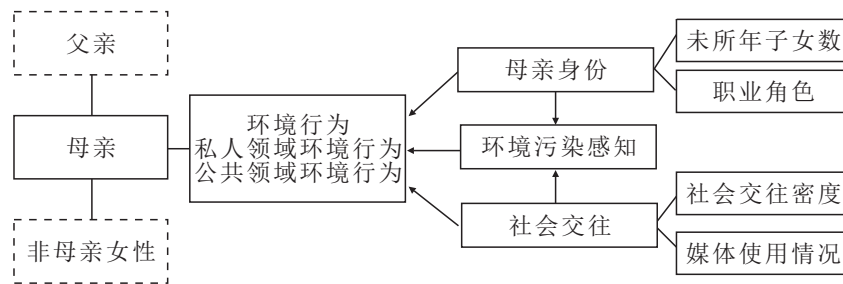 父亲
母亲
非母亲女性
环境行为
私人领域环境行为
公共领域环境行为
母亲身份
环境污染感知
社会交往
未所年子女数
职业角色
社会交往密度
媒体使用情况